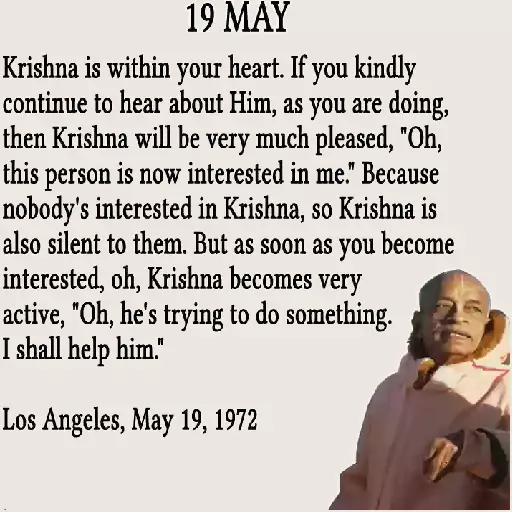 19 MAY
Krishna is within your heart. If you kindly
continue to hear about Him, as you are doing,
then Krishna will be very much pleased, "Oh,
this person is now interested in me." Because
nobody's interested in Krishna, so Krishna is
also silent to them. But as soon as you become
interested, oh, Krishna becomes very
active, "Oh, he's trying to do something.
I shall help him."
Los Angeles, May 19, 1972